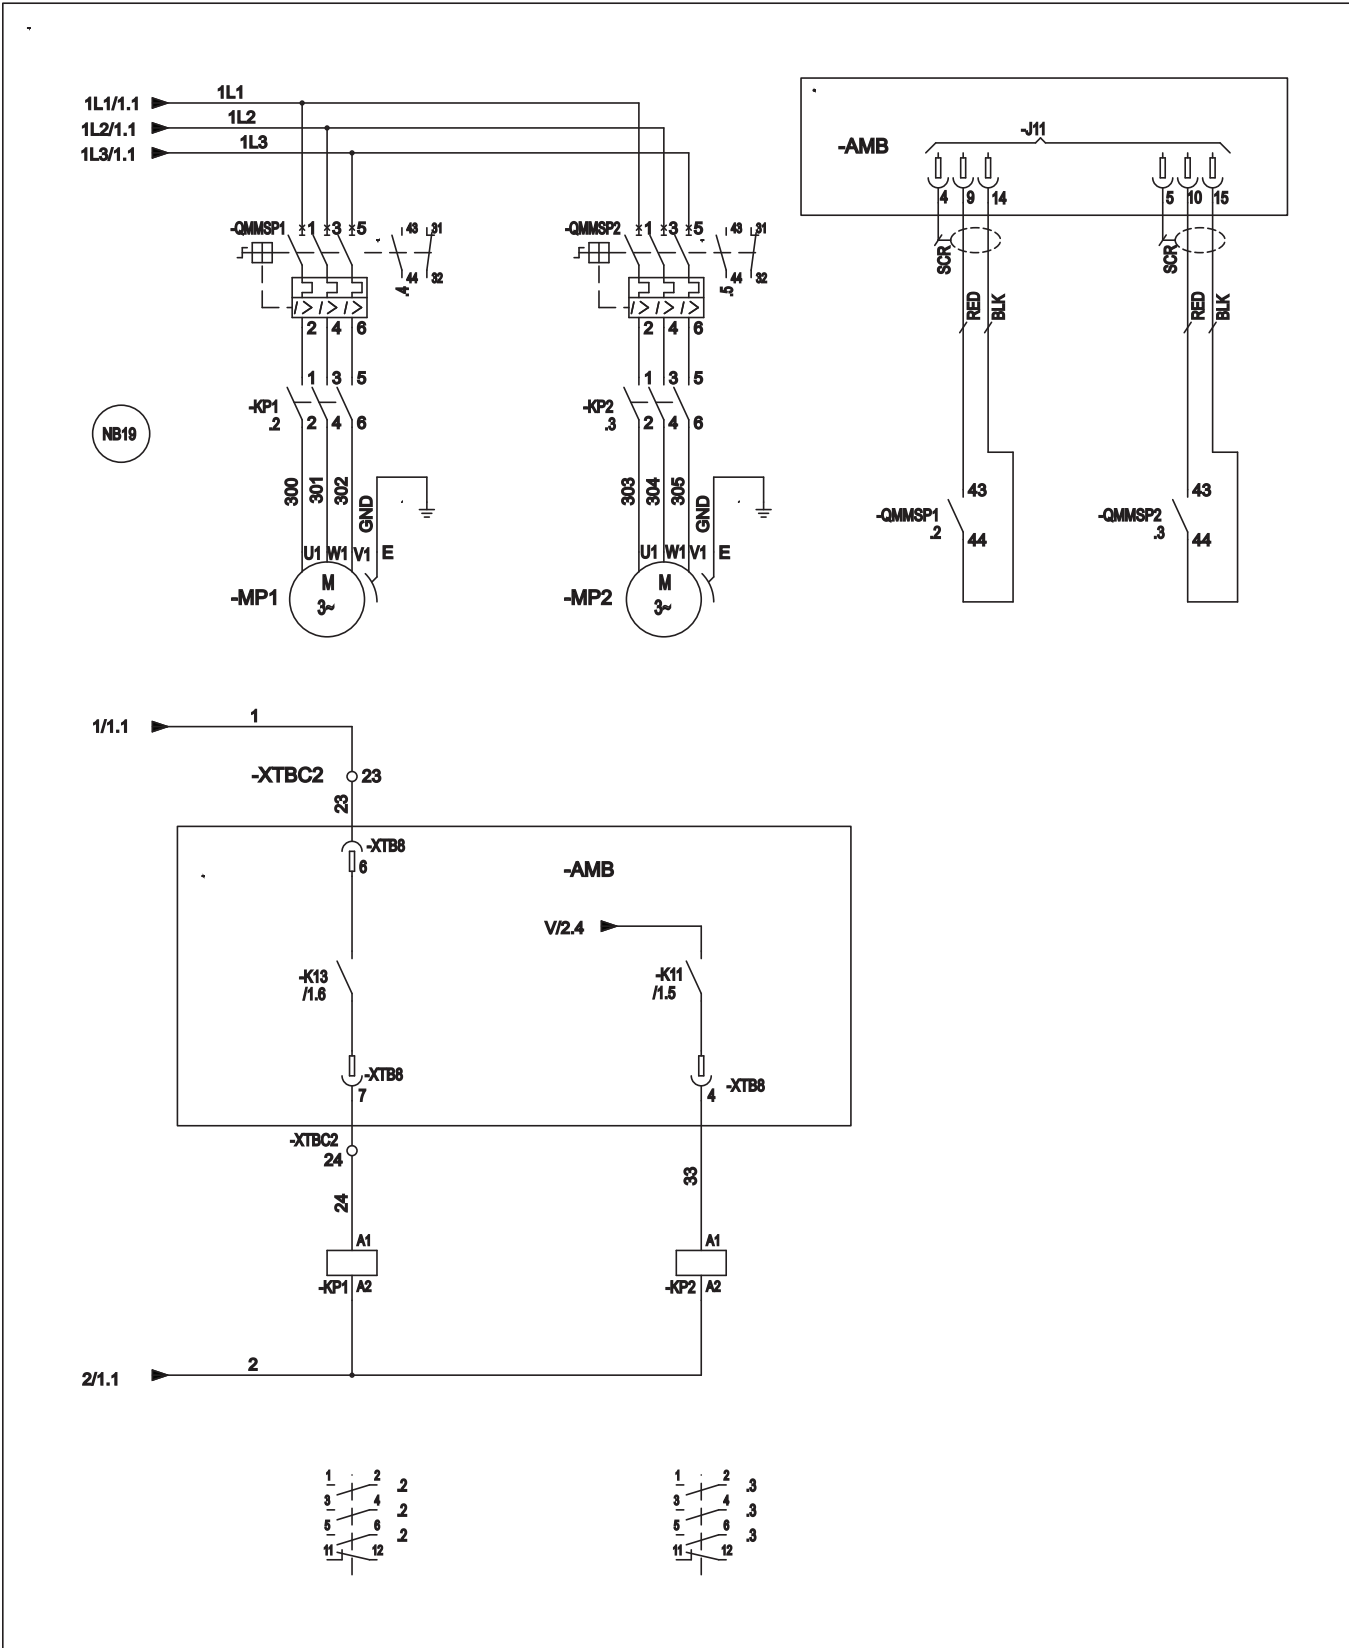 1L1/1.1 1L1
1L2/1.1 1L2
1L3/1.1 1L3
-QMMSP1 1 3 5 43 31
44 32
.4
I> I> I>
2 4 6
1 3 5
-KP1
.2 2 4 6
300 301 302 GND
U1 W1 V1 E
-MP1 M
3~
-QMMSP2 1 3 5 43 31
44 32
.5
I> I> I>
2 4 6
1 3 5
-KP2
.3 2 4 6
303 304 305 GND
U1 W1 V1 E
-MP2 M
3~
NB19
-AMB -J11
4 9 14 5 10 15
SCR RED BLK SCR RED BLK
-QMMSP1 43
.2 44
-QMMSP2 43
.3 44
1/1.1 1
-XTBC2 23
23
-XTB8
6
-AMB
V/2.4
-K13
/1.6
-K11
/1.5
-XTB8
7
-XTB8
4
-XTBC2
24
24
33
A1
-KP1 A2
A1
-KP2 A2
2/1.1 2
1 2 .2
3 4 .2
5 6 .2
11 12
1 2 .3
3 4 .3
5 6 .3
11 12